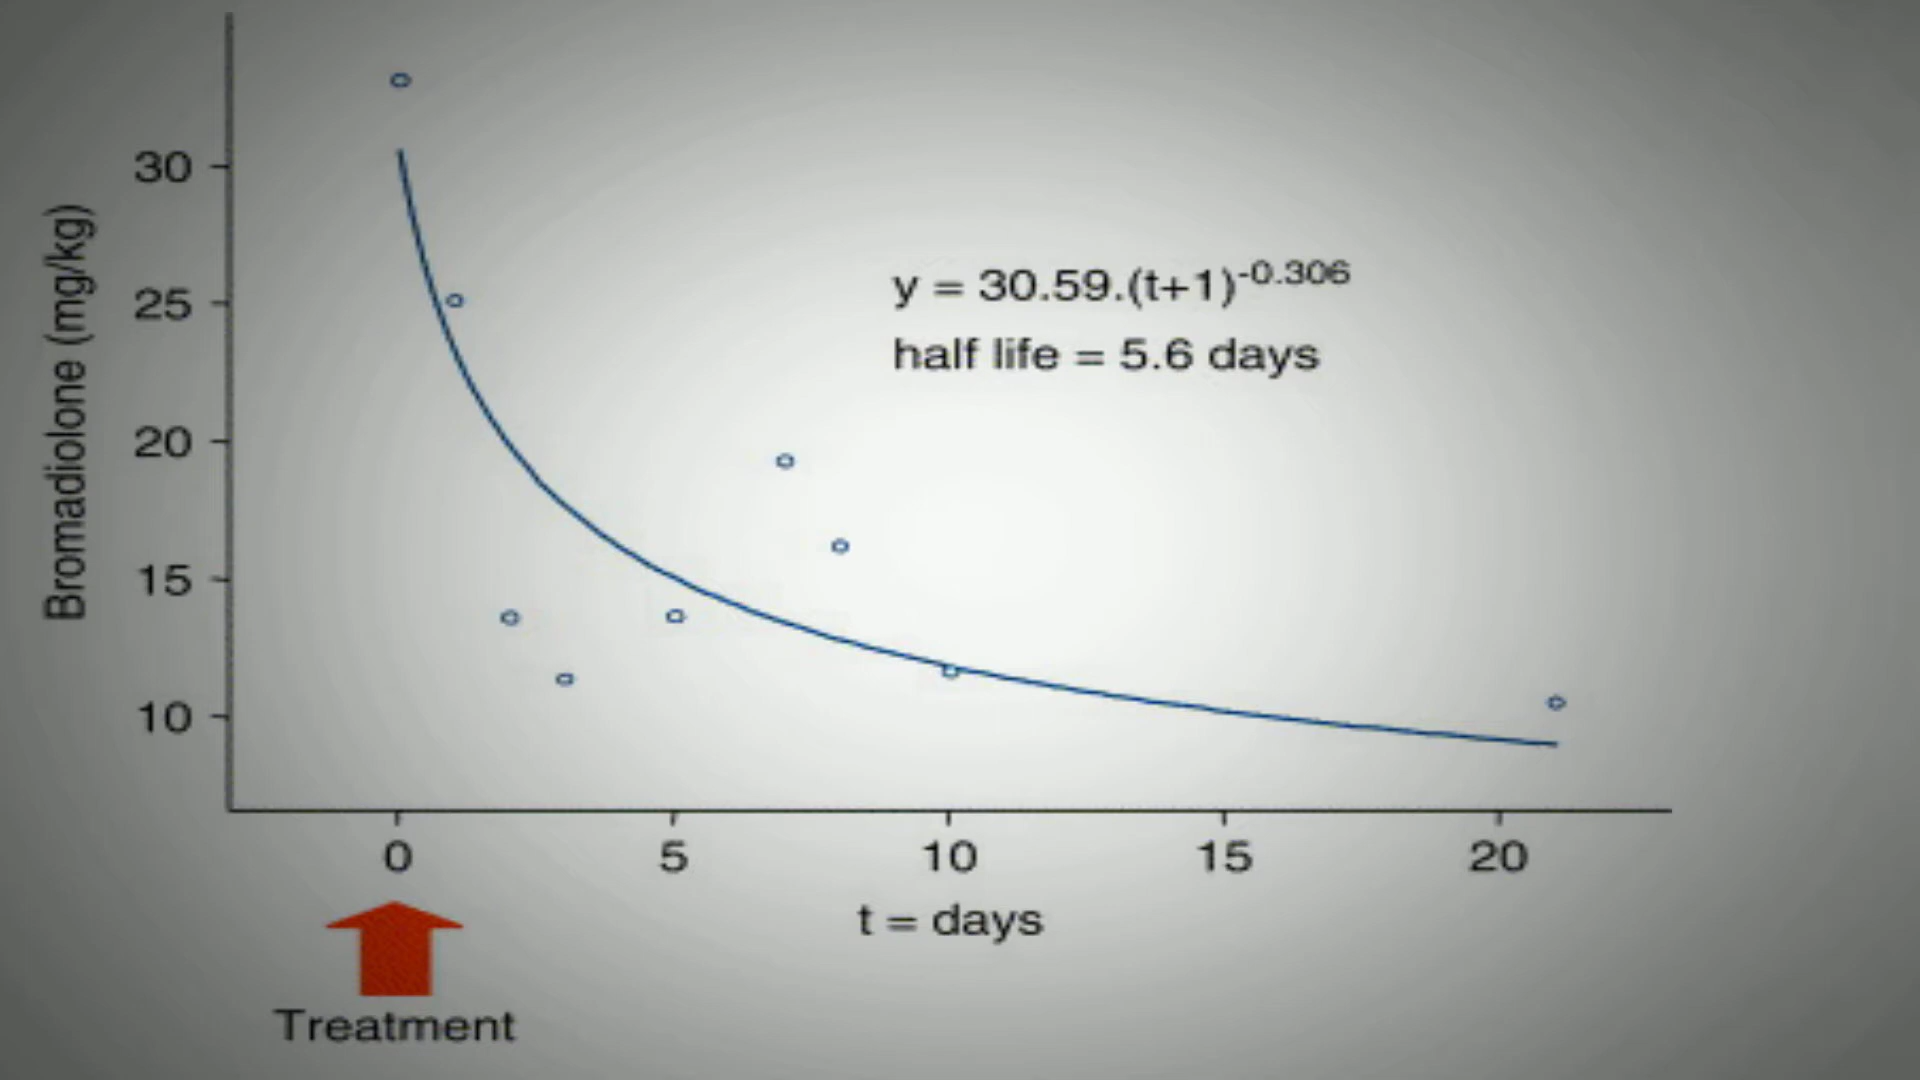 Bromadiolone (mg/kg)
30
25
20
15
10
y = 30.59.(t+1)-0.306
half life = 5.6 days
0 5 10 15 20
t = days
Treatment